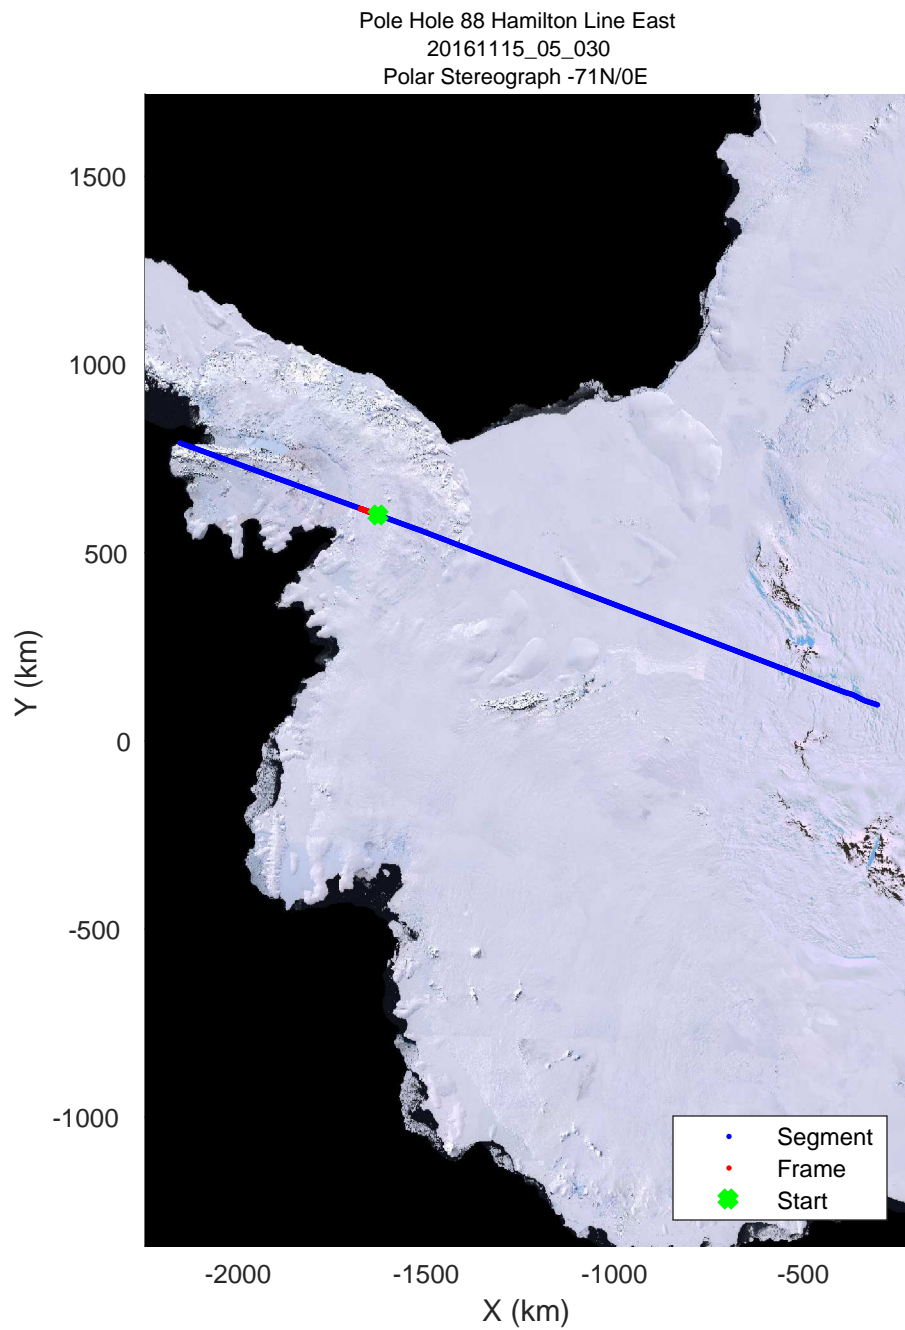 Pole Hole 88 Hamilton Line East
20161115_05_030
Polar Stereograph -71N/0E
1500
1000
500
0
-500
-1000
Y (km)
Segment
Frame
Start
-2000
-1500
-1000
-500
X (km)